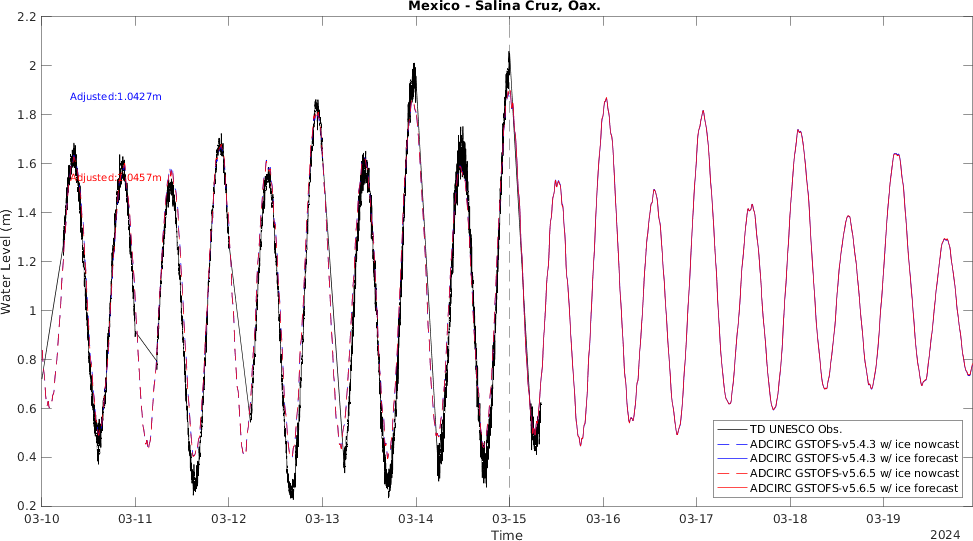 Mexico - Salina Cruz, Oax.
Water Level (m)
2.2
2
1.8
1.6
1.4
1.2
1
0.8
0.6
0.4
0.2
Adjusted:1.0427m
Adjusted:1.0457m
TD UNESCO Obs.
ADCIRC GSTOFS-v5.4.3 w/ ice nowcast
ADCIRC GSTOFS-v5.4.3 w/ ice forecast
ADCIRC GSTOFS-v5.6.5 w/ ice nowcast
ADCIRC GSTOFS-v5.6.5 w/ ice forecast
03-10 03-11 03-12 03-13 03-14 03-15 03-16 03-17 03-18 03-19
Time
2024